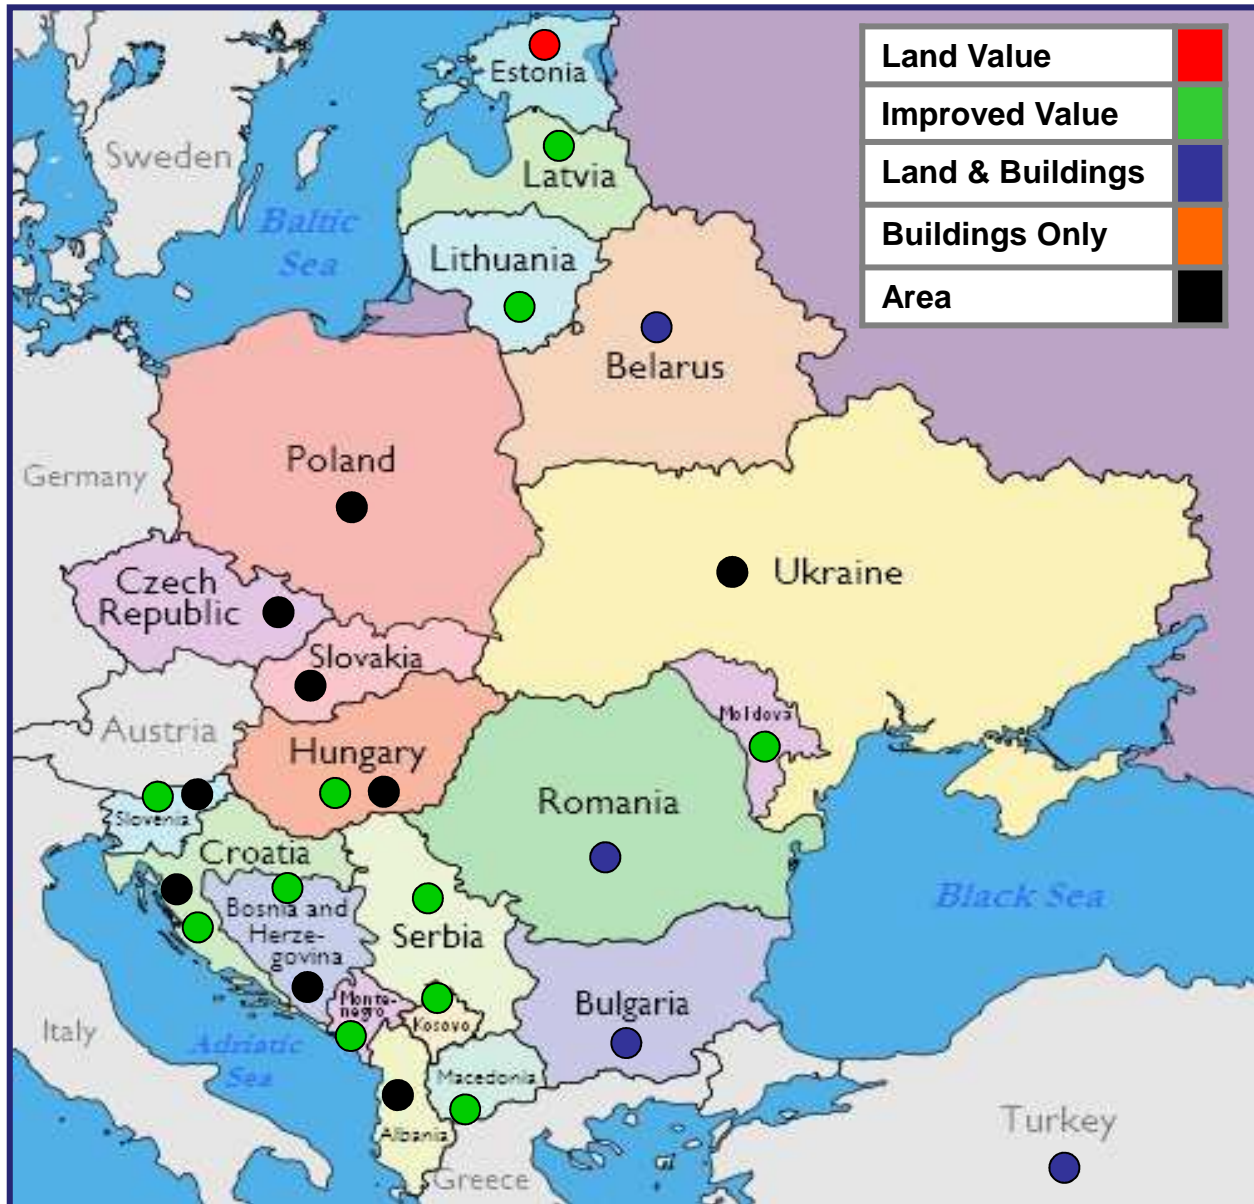 Estonia
Land Value
Improved Value
Land & Buildings
Buildings Only
Area
Sweden
Latvia
Baltic
Sea
Lithuania
Belarus
Poland
Germany
Czech
Republic
Ukraine
Slovakia
Austria
Moldova
Hungary
Romania
Slovenia
Croatia
Black Sea
Bosnia and
Herze-
govina
Serbia
Monte-
negro
Bulgaria
Kosovo
Italy
Adriatic
Sea
Macedonia
Albania
Turkey
Greece